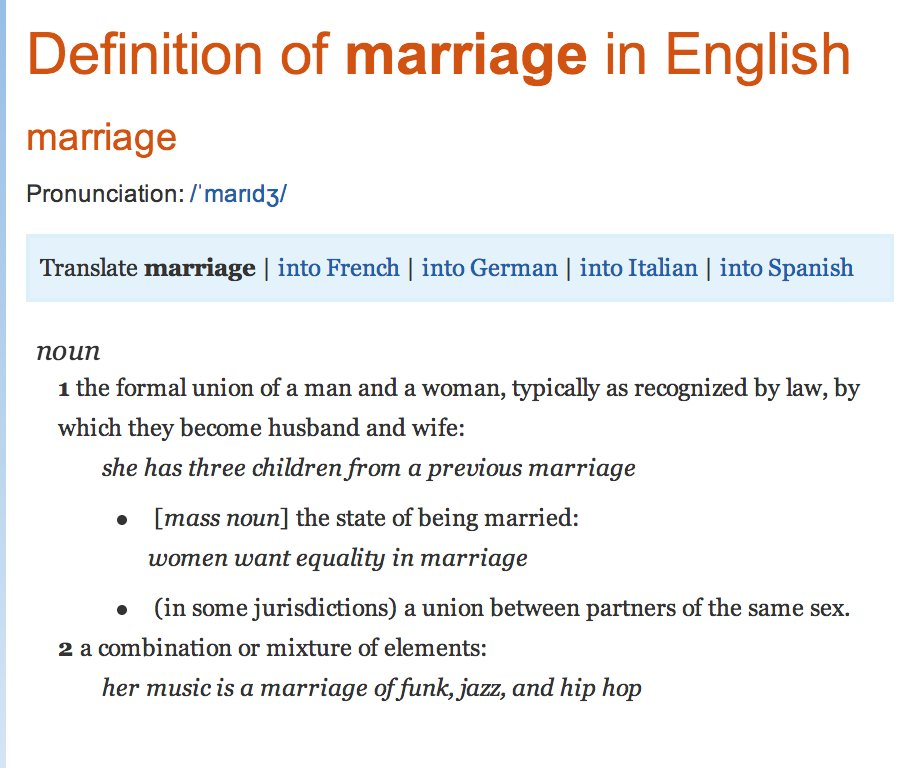 Definition of marriage in English
marriage
Pronunciation: /ˈmarɪdʒ/
Translate marriage | into French | into German | into Italian | into Spanish
noun
1 the formal union of a man and a woman, typically as recognized by law, by
which they become husband and wife:
she has three children from a previous marriage
• [mass noun] the state of being married:
women want equality in marriage
• (in some jurisdictions) a union between partners of the same sex.
2 a combination or mixture of elements:
her music is a marriage of funk, jazz, and hip hop